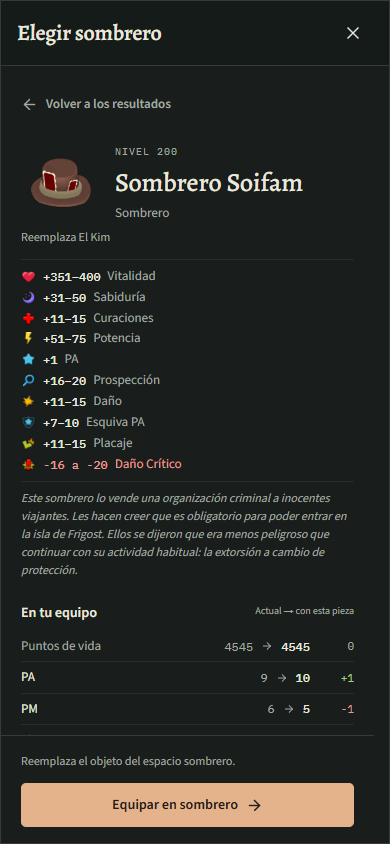 Elegir sombrero
Volver a los resultados
NIVEL 200
Sombrero Soifam
Sombrero
Reemplaza El Kim
+351–400 Vitalidad
+31–50 Sabiduría
+11–15 Curaciones
+51–75 Potencia
+1 PA
+16–20 Prospección
+11–15 Daño
+7–10 Esquiva PA
+11–15 Placaje
-16 a -20 Daño Crítico
Este sombrero lo vende una organización criminal a inocentes
viajantes. Les hacen creer que es obligatorio para poder entrar en
la isla de Frigost. Ellos se dijeron que era menos peligroso que
continuar con su actividad habitual: la extorsión a cambio de
protección.
En tu equipo Actual → con esta pieza
Puntos de vida 4545 → 4545 0
PA 9 → 10 +1
PM 6 → 5 -1
Reemplaza el objeto del espacio sombrero.
Equipar en sombrero →